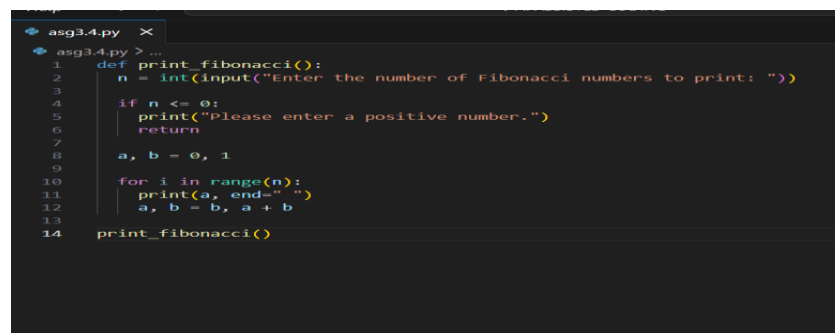 asg3.4.py ×
asg3.4.py > ...
1 def print_fibonacci():
2     n = int(input("Enter the number of Fibonacci numbers to print: "))
3
4     if n <= 0:
5         print("Please enter a positive number.")
6         return
7
8     a, b = 0, 1
9
10     for i in range(n):
11         print(a, end=" ")
12         a, b = b, a + b
13
14 print_fibonacci()